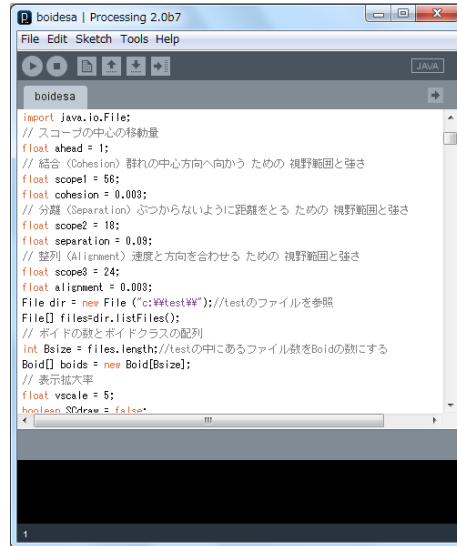 boidesa | Processing 2.0b7
File Edit Sketch Tools Help
JAVA
boidesa
import java.io.File;
// スコープの中心の移動量
float ahead = 1;
// 結合（Cohesion）群れの中心方向へ向かう ための 視野範囲と強さ
float scope1 = 56;
float cohesion = 0.003;
// 分離（Separation）ぶつからないように距離をとる ための 視野範囲と強さ
float scope2 = 18;
float separation = 0.09;
// 整列（Alignment）速度と方向を合わせる ための 視野範囲と強さ
float scope3 = 24;
float alignment = 0.003;
File dir = new File ("c:¥¥test¥¥");//testのファイルを参照
File[] files=dir.listFiles();
// ボイドの数とボイドクラスの配列
int Bsize = files.length;//testの中にあるファイル数をBoidの数にする
Boid[] boids = new Boid[Bsize];
// 表示拡大率
float vscale = 5;
boolean SCdraw = false;
1